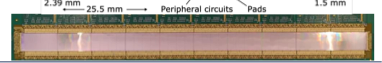 2.39 mm 1.5 mm
25.5 mm Peripheral circuits Pads